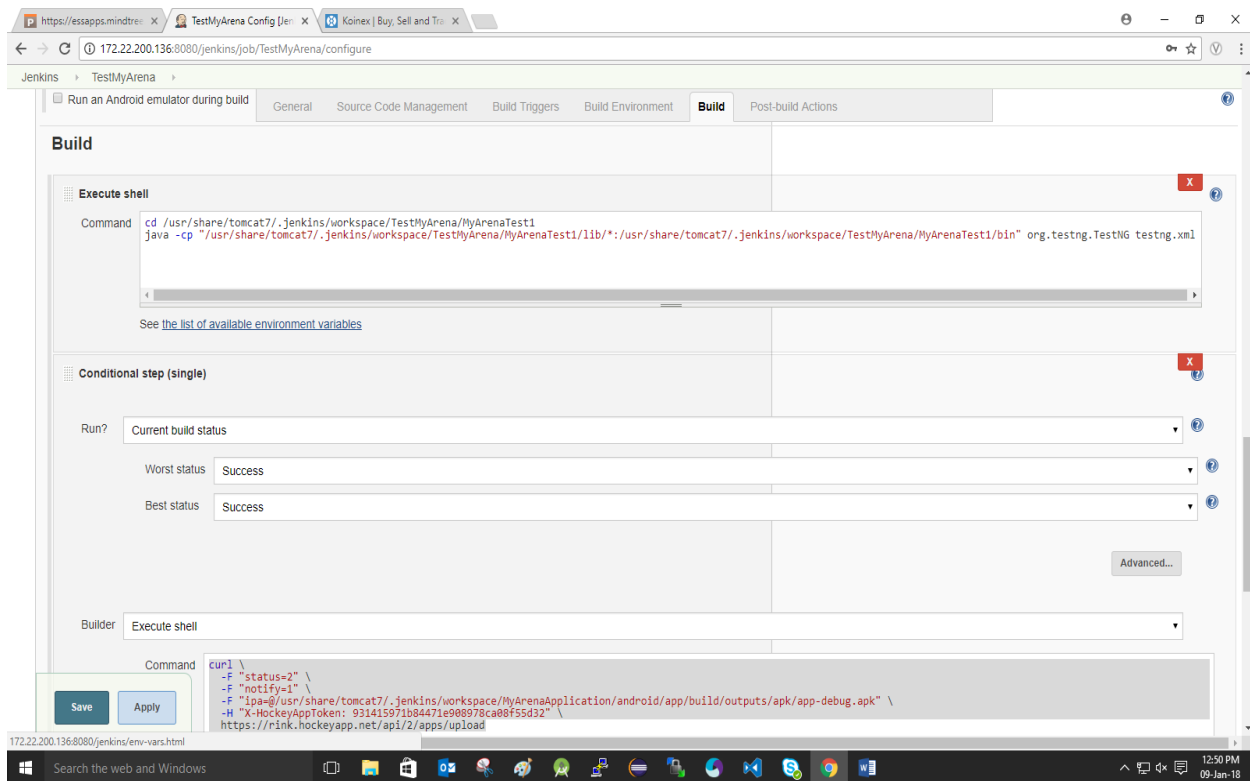 https://essapps.mindtree
TestMyArena Config [Jen
Koinex | Buy, Sell and Tra
172.22.200.136:8080/jenkins/job/TestMyArena/configure
Jenkins TestMyArena
Run an Android emulator during build
General Source Code Management Build Triggers Build Environment Build Post-build Actions
Build
X
Execute shell
Command
cd /usr/share/tomcat7/.jenkins/workspace/TestMyArena/MyArenaTest1
java -cp "/usr/share/tomcat7/.jenkins/workspace/TestMyArena/MyArenaTest1/lib/*:/usr/share/tomcat7/.jenkins/workspace/TestMyArena/MyArenaTest1/bin" org.testng.TestNG testng.xml
See the list of available environment variables
X
Conditional step (single)
Run? Current build status
Worst status Success
Best status Success
Advanced...
Builder Execute shell
Command
curl \
-F "status=2" \
-F "notify=1" \
-F "ipa=@/usr/share/tomcat7/.jenkins/workspace/MyArenaApplication/android/app/build/outputs/apk/app-debug.apk" \
-H "X-HockeyAppToken: 931415971b84471e908978ca08f55d32" \
https://rink.hockeyapp.net/api/2/apps/upload
Save Apply
172.22.200.136:8080/jenkins/env-vars.html
Search the web and Windows
12:50 PM
09-Jan-18